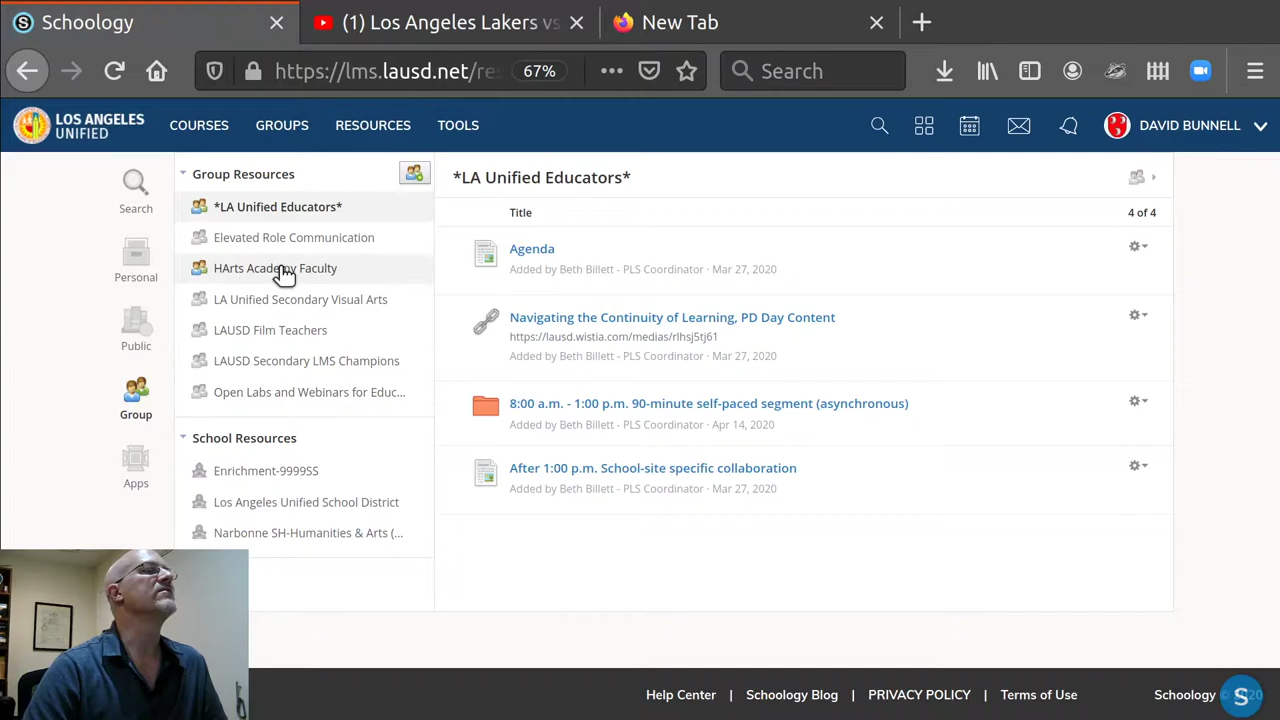 Schoology
(1) Los Angeles Lakers vs
New Tab
https://lms.lausd.net/res
67%
Search
LOS ANGELES
UNIFIED
COURSES
GROUPS
RESOURCES
TOOLS
DAVID BUNNELL
Search
Personal
Public
Group
Apps
Group Resources
*LA Unified Educators*
Elevated Role Communication
HArts Academy Faculty
LA Unified Secondary Visual Arts
LAUSD Film Teachers
LAUSD Secondary LMS Champions
Open Labs and Webinars for Educ...
School Resources
Enrichment-9999SS
Los Angeles Unified School District
Narbonne SH-Humanities & Arts (...
*LA Unified Educators*
Title
4 of 4
Agenda
Added by Beth Billett - PLS Coordinator · Mar 27, 2020
Navigating the Continuity of Learning, PD Day Content
https://lausd.wistia.com/medias/rlhsj5tj61
Added by Beth Billett - PLS Coordinator · Mar 27, 2020
8:00 a.m. - 1:00 p.m. 90-minute self-paced segment (asynchronous)
Added by Beth Billett - PLS Coordinator · Apr 14, 2020
After 1:00 p.m. School-site specific collaboration
Added by Beth Billett - PLS Coordinator · Mar 27, 2020
Help Center | Schoology Blog | PRIVACY POLICY | Terms of Use
Schoology © 2020
S